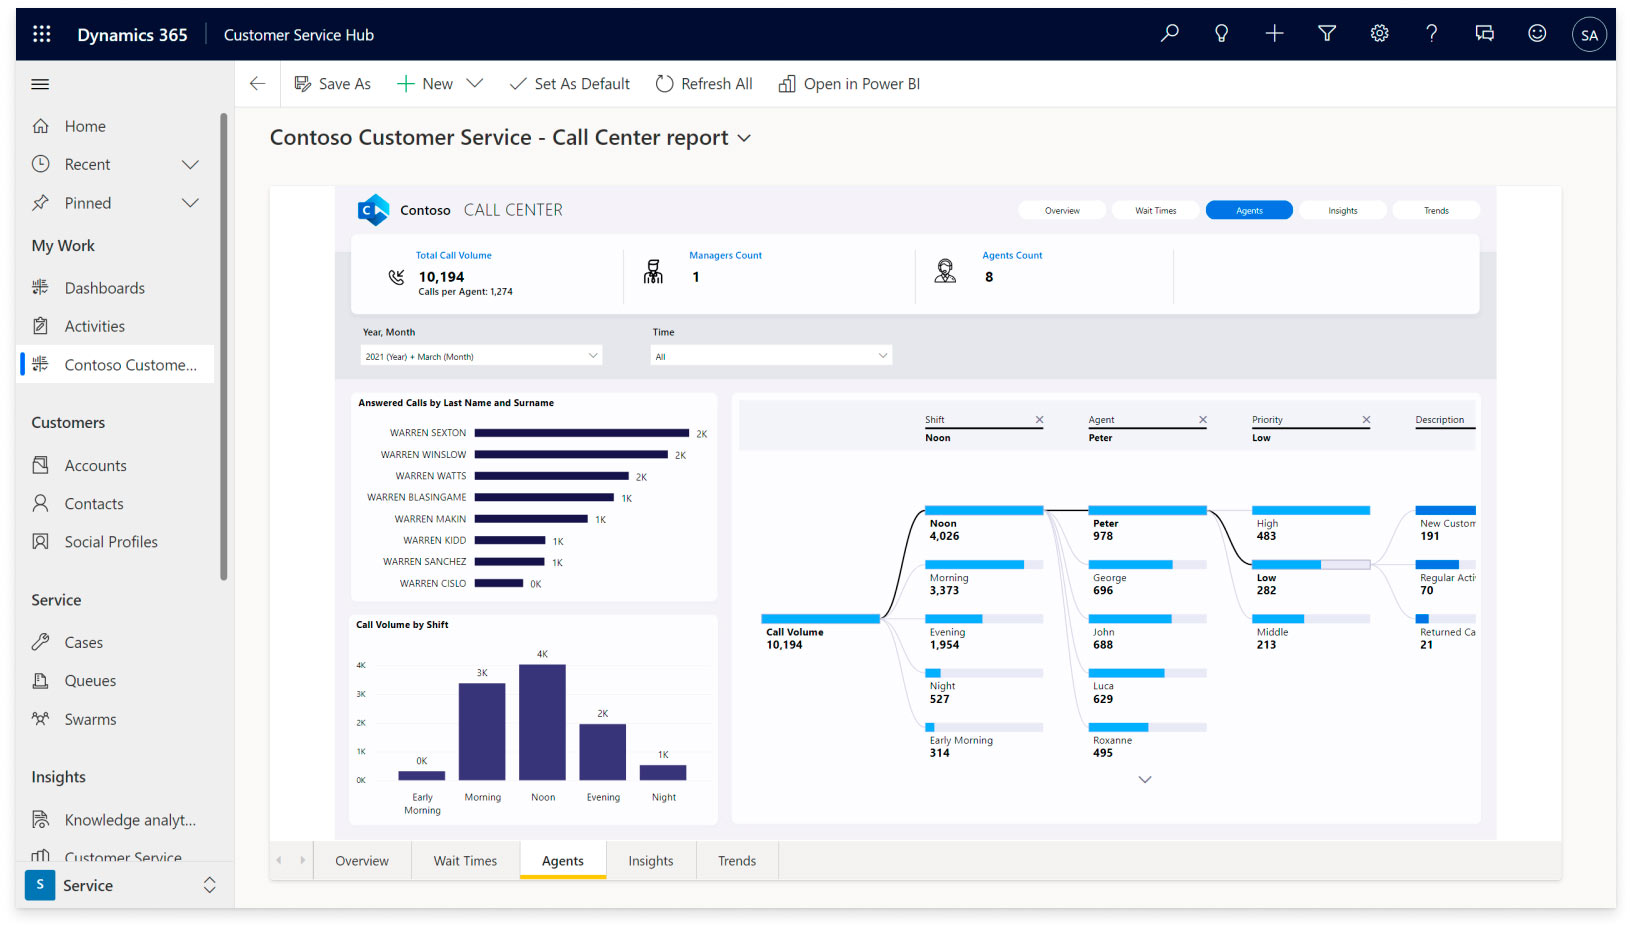 Dynamics 365
Customer Service Hub
SA
Save As
New
Set As Default
Refresh All
Open in Power BI
Home
Recent
Pinned
My Work
Dashboards
Activities
Contoso Custome...
Customers
Accounts
Contacts
Social Profiles
Service
Cases
Queues
Swarms
Insights
Knowledge analyt...
Customer Service
S Service
Contoso Customer Service - Call Center report
C Contoso CALL CENTER
Overview
Wait Times
Agents
Insights
Trends
Total Call Volume
10,194
Calls per Agent: 1,274
Managers Count
1
Agents Count
8
Year, Month
2021 (Year) + March (Month)
Time
All
Answered Calls by Last Name and Surname
WARREN SEXTON 2K
WARREN WINSLOW 2K
WARREN WATTS 2K
WARREN BLASINGAME 1K
WARREN MAKIN 1K
WARREN KIDD 1K
WARREN SANCHEZ 1K
WARREN CISLO 0K
Call Volume by Shift
4K
3K
2K
1K
0K
0K
3K
4K
2K
1K
Early
Morning
Morning
Noon
Evening
Night
Shift
Noon
Agent
Peter
Priority
Low
Description
Call Volume
10,194
Noon
4,026
Morning
3,373
Evening
1,954
Night
527
Early Morning
314
Peter
978
George
696
John
688
Luca
629
Roxanne
495
High
483
Low
282
Middle
213
New Custom
191
Regular Acti
70
Returned Ca
21
Overview
Wait Times
Agents
Insights
Trends